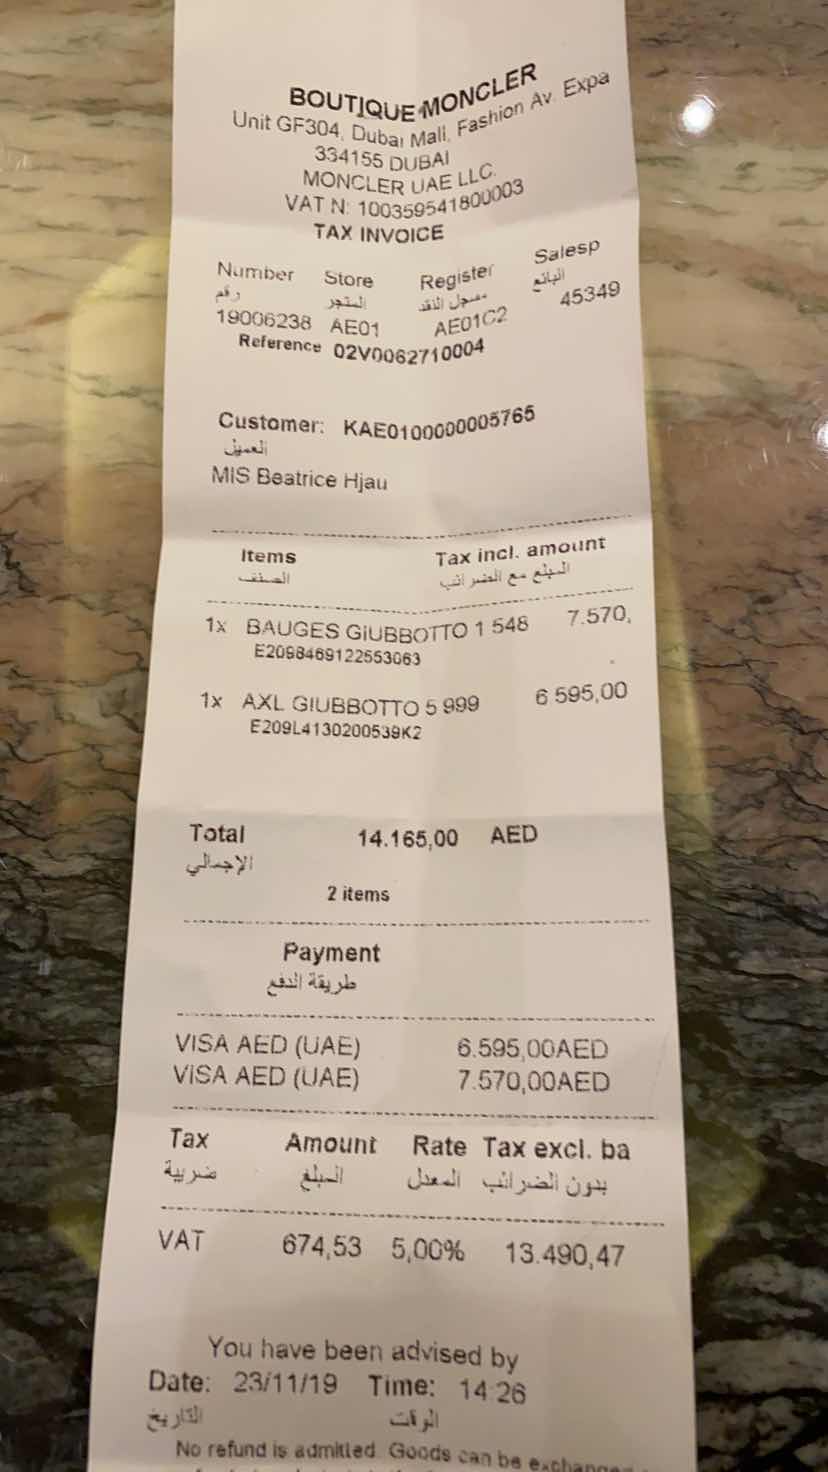 BOUTIQUE MONCLER
Unit GF304, Dubai Mall, Fashion Av. Expa
334155 DUBAI
MONCLER UAE LLC.
VAT N: 100359541800003
TAX INVOICE
Number Store Register Salesp
رقم المتجر مسجل النقد البائع
19006238 AE01 AE01C2 45349
Reference 02V0062710004
Customer: KAE0100000005765
العميل
MIS Beatrice Hjau
Items Tax incl. amount
الصنف المبلغ مع الضرائب
1x BAUGES GIUBBOTTO 1 548 7.570,
E2098469122553063
1x AXL GIUBBOTTO 5 999 6 595,00
E209L4130200539K2
Total 14.165,00 AED
الإجمالي
2 items
Payment
طريقة الدفع
VISA AED (UAE) 6.595,00AED
VISA AED (UAE) 7.570,00AED
Tax Amount Rate Tax excl. ba
ضريبة المبلغ المعدل بدون الضرائب
VAT 674,53 5,00% 13.490,47
You have been advised by
Date: 23/11/19 Time: 14:26
التاريخ الوقت
No refund is admitted. Goods can be exchanged